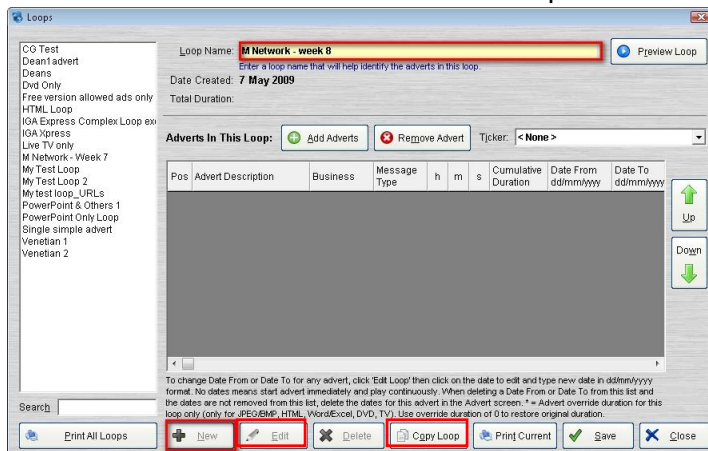 Loops
CG Test
Dean1advert
Deans
Dvd Only
Free version allowed ads only
HTML Loop
IGA Express Complex Loop ex
IGA Xpress
Live TV only
M Network - Week 7
My Test Loop
My Test Loop 2
My test loop_URLs
PowerPoint & Others 1
PowerPoint Only Loop
Single simple advert
Venetian 1
Venetian 2
Search
Loop Name: M Network - week 8
Preview Loop
Enter a loop name that will help identify the adverts in this loop.
Date Created: 7 May 2009
Total Duration:
Adverts In This Loop: Add Adverts Remove Advert Ticker: < None >
Pos Advert Description Business Message Type h m s Cumulative Duration Date From dd/mm/yyyy Date To dd/mm/yyyy
Up
Down
To change Date From or Date To for any advert, click 'Edit Loop' then click on the date to edit and type new date in dd/mm/yyyy
format. No dates means start advert immediately and play continuously. When deleting a Date From or Date To from this list and
the dates are not removed from this list, delete the dates for this advert in the Advert screen. * = Advert override duration for this
loop only (only for JPEG/BMP, HTML, Word/Excel, DVD, TV). Use override duration of 0 to restore original duration.
Print All Loops New Edit Delete Copy Loop Print Current Save Close